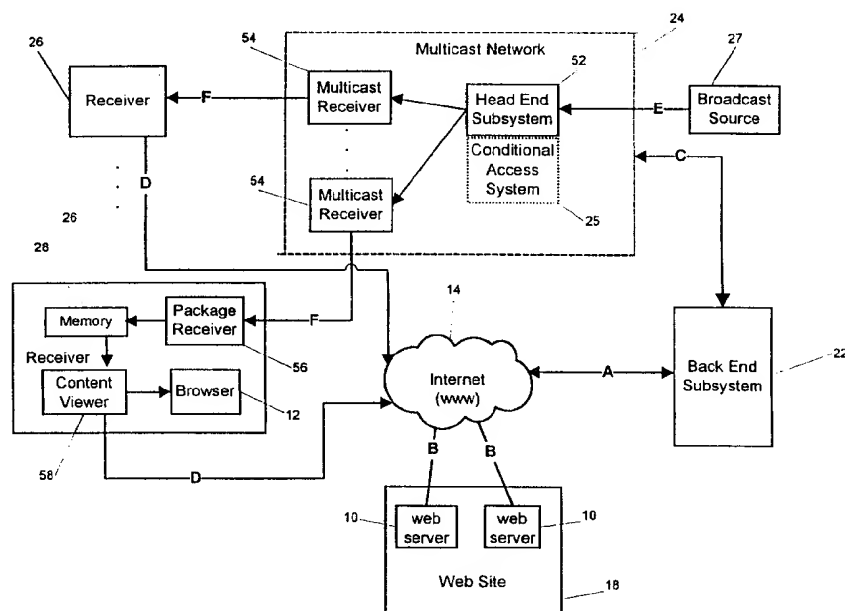 54
Multicast Network
24
26
52
27
Receiver
F
Multicast
Receiver
Head End
Subsystem
E
Broadcast
Source
Conditional
Access
System
C
D
54
Multicast
Receiver
25
26
28
14
Memory
Package
Receiver
F
Receiver
56
Internet
(www)
A
Back End
Subsystem
22
Content
Viewer
Browser
12
B
B
58
D
10
web
server
web
server
10
Web Site
18